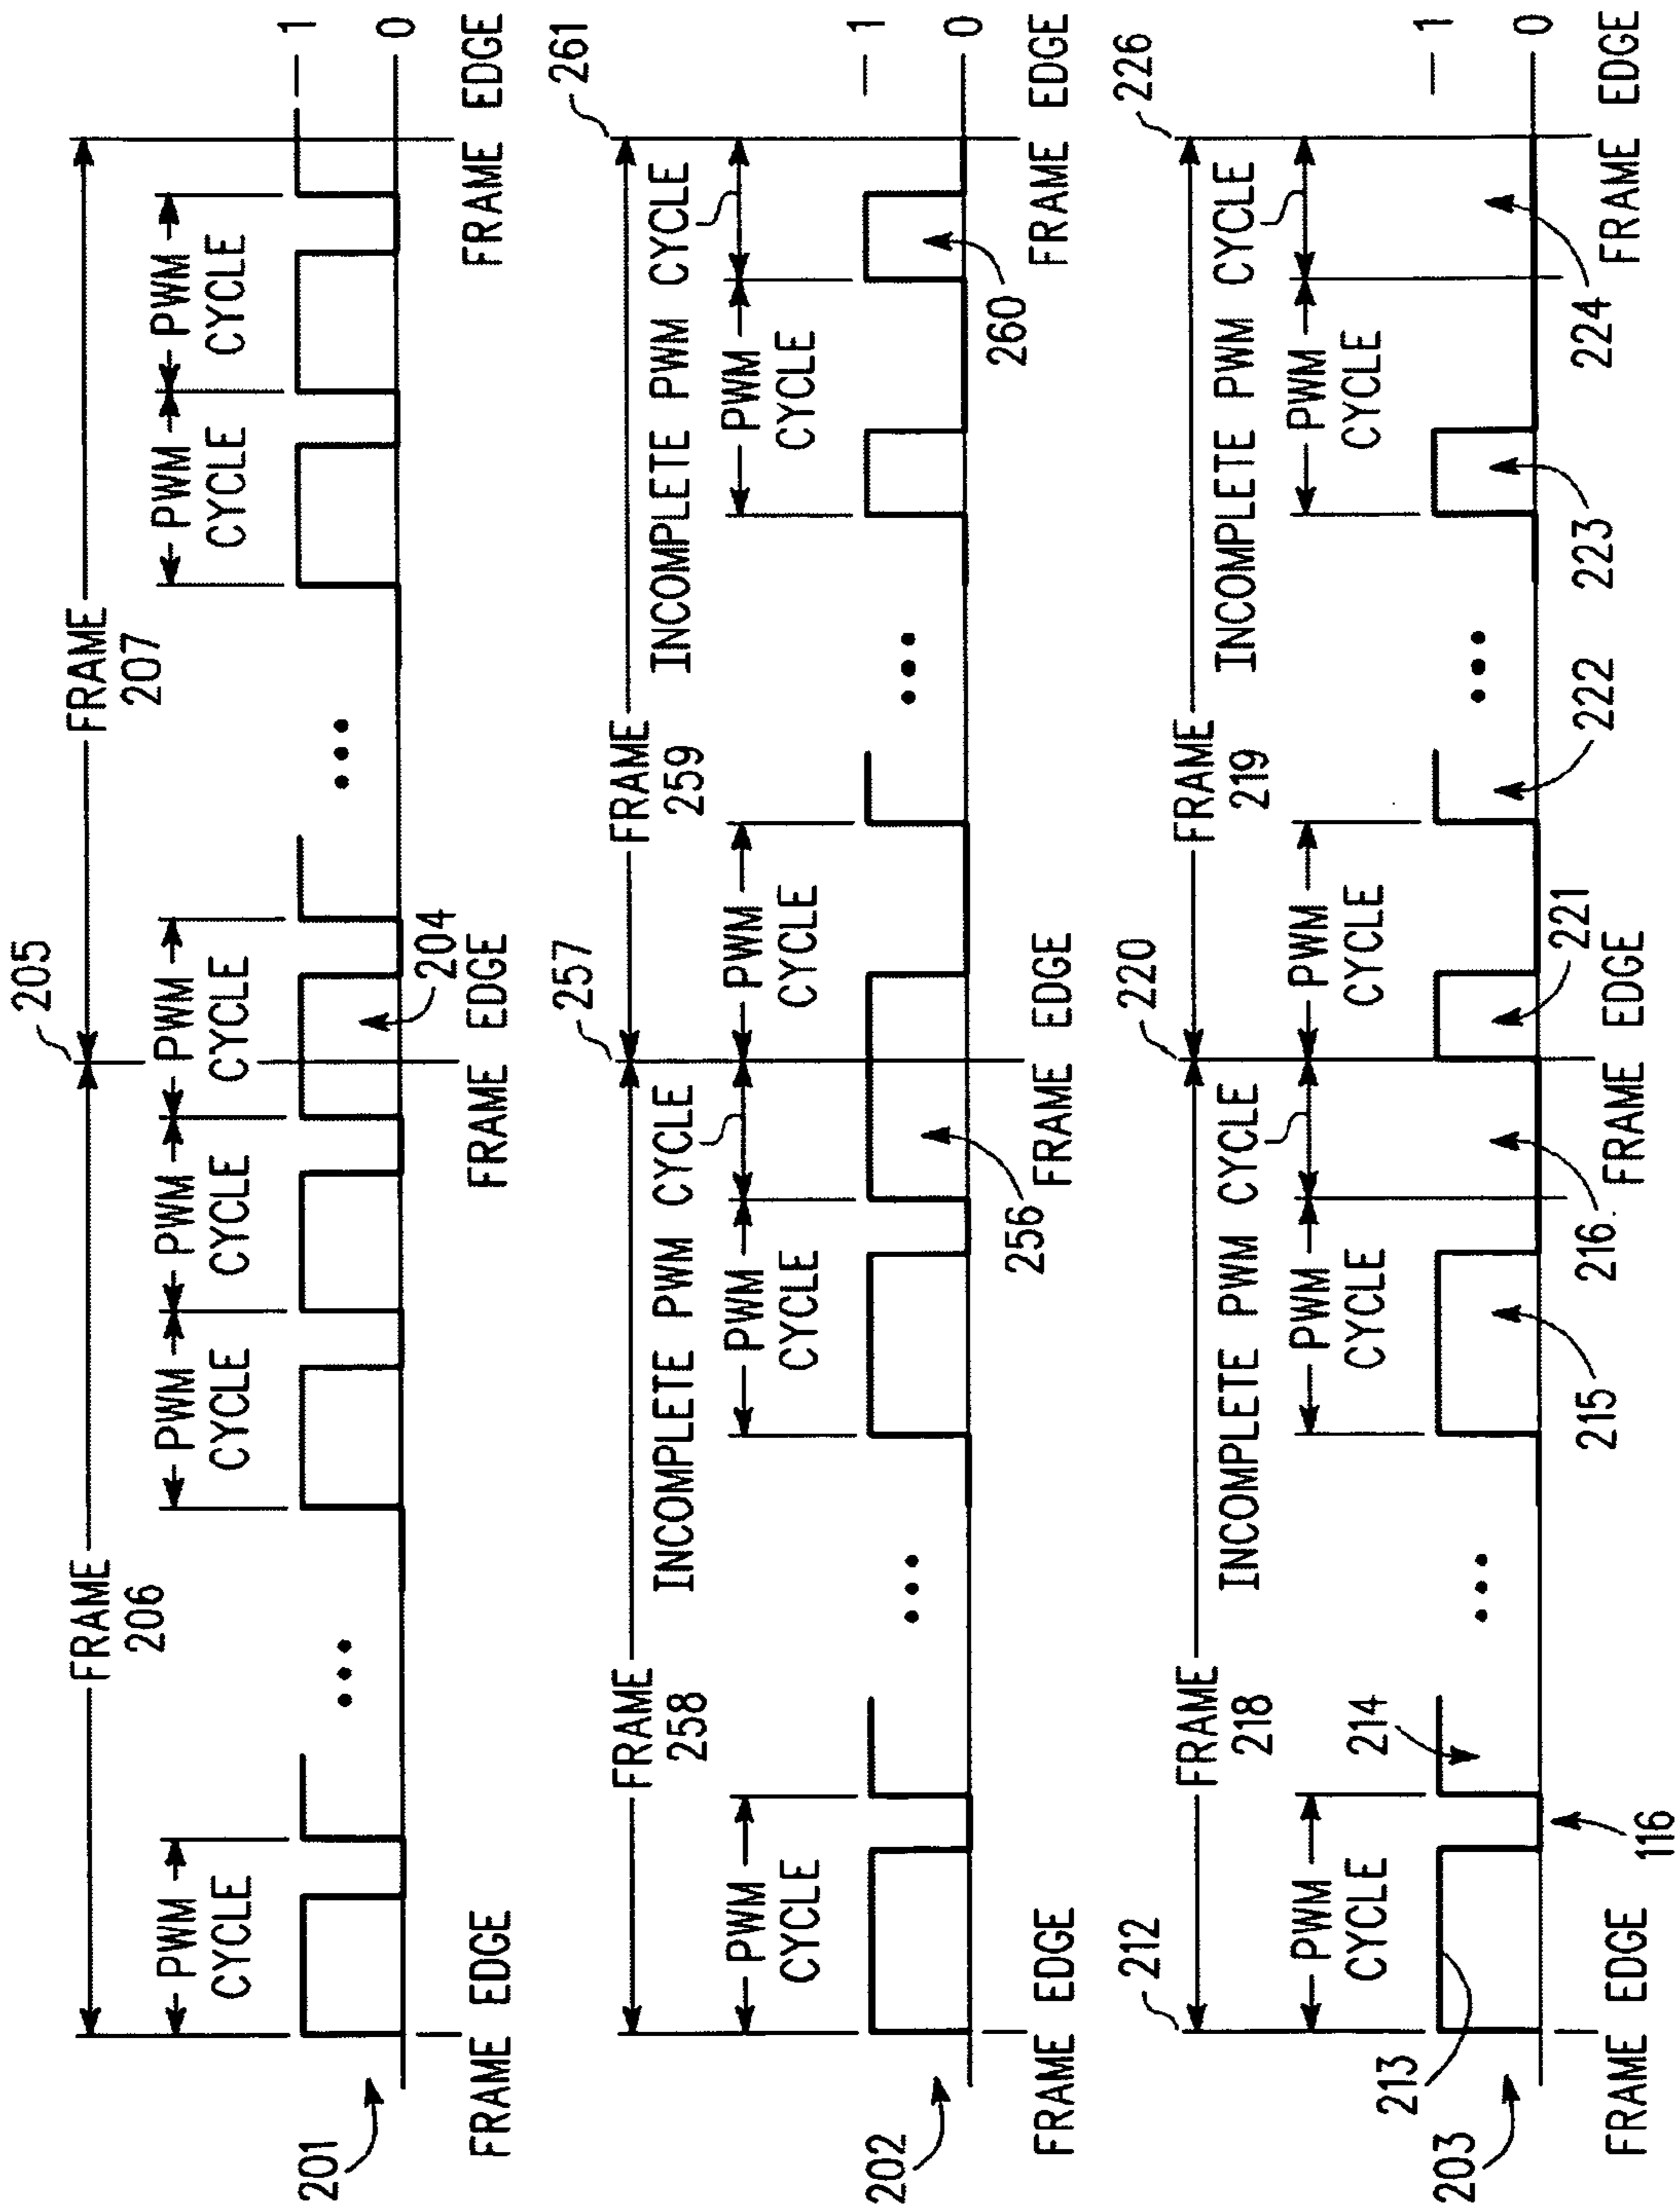 205
FRAME
206
FRAME
207
PWM
CYCLE
PWM
CYCLE
PWM
CYCLE
PWM
CYCLE
PWM
CYCLE
PWM
CYCLE
1
0
201
204
FRAME EDGE
FRAME EDGE
FRAME EDGE
257
261
FRAME
258
FRAME
259
INCOMPLETE PWM CYCLE
INCOMPLETE PWM CYCLE
PWM
CYCLE
PWM
CYCLE
PWM
CYCLE
PWM
CYCLE
1
0
202
256
260
FRAME EDGE
FRAME EDGE
FRAME EDGE
212
220
226
FRAME
218
FRAME
219
INCOMPLETE PWM CYCLE
INCOMPLETE PWM CYCLE
PWM
CYCLE
PWM
CYCLE
PWM
CYCLE
PWM
CYCLE
214
1
0
203
213
116
215
216
221
222
223
224
FRAME EDGE
FRAME EDGE
FRAME EDGE